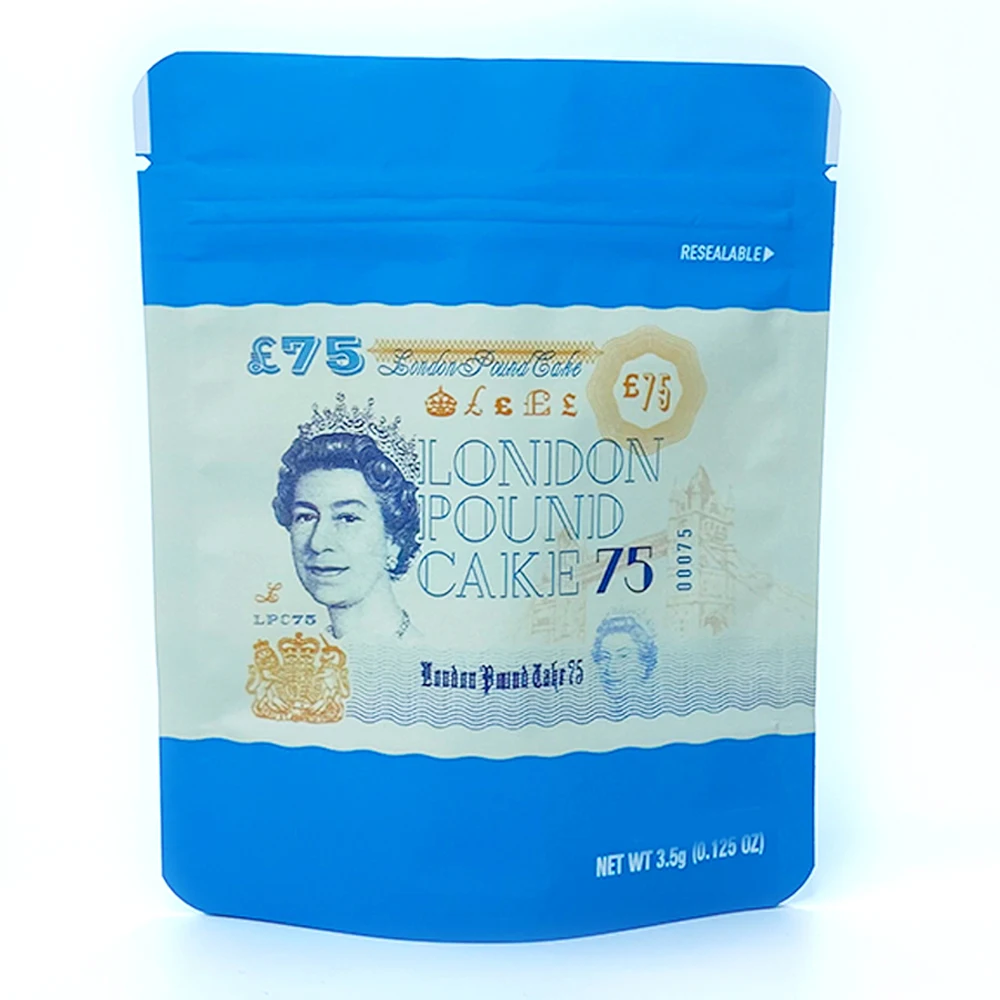 RESEALABLE
£75 London Pound Cake
£75
£ £ £ £
LONDON
POUND
CAKE 75
00075
£
LPC75
London Pound Cake 75
NET WT 3.5g (0.125 OZ)